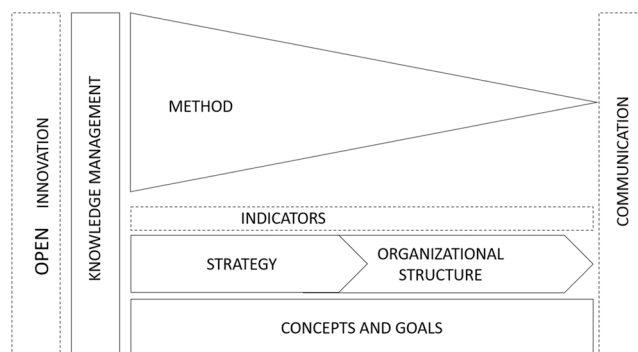 OPEN INNOVATION
KNOWLEDGE MANAGEMENT
METHOD
INDICATORS
STRATEGY
ORGANIZATIONAL
STRUCTURE
CONCEPTS AND GOALS
COMMUNICATION